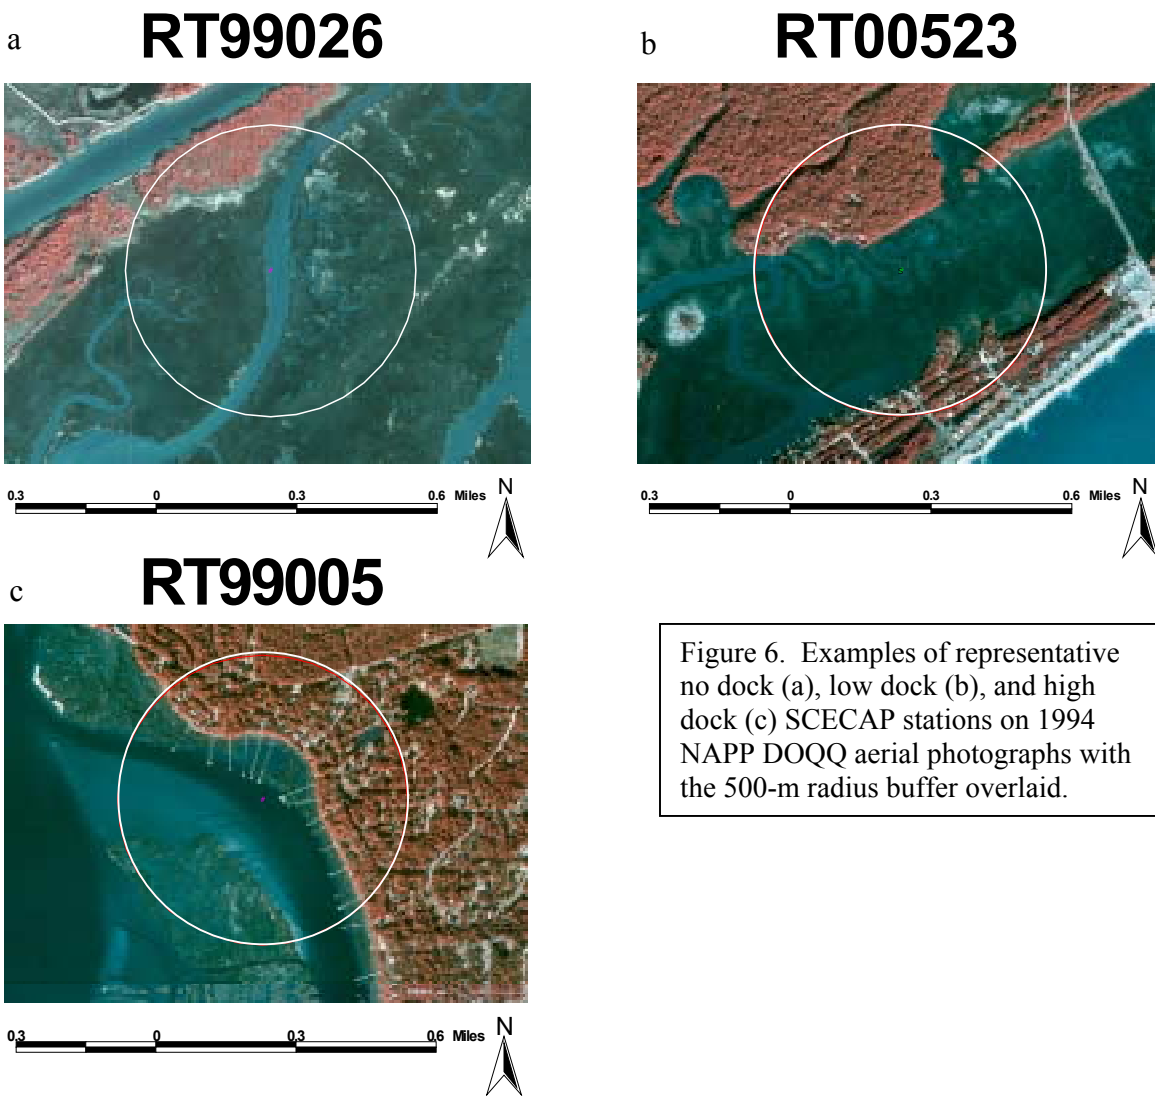 a
RT99026
b
RT00523
0.3 0 0.3 0.6 Miles
N
0.3 0 0.3 0.6 Miles
N
c
RT99005
Figure 6. Examples of representative
no dock (a), low dock (b), and high
dock (c) SCECAP stations on 1994
NAPP DOQQ aerial photographs with
the 500-m radius buffer overlaid.
0.3 0 0.3 0.6 Miles
N